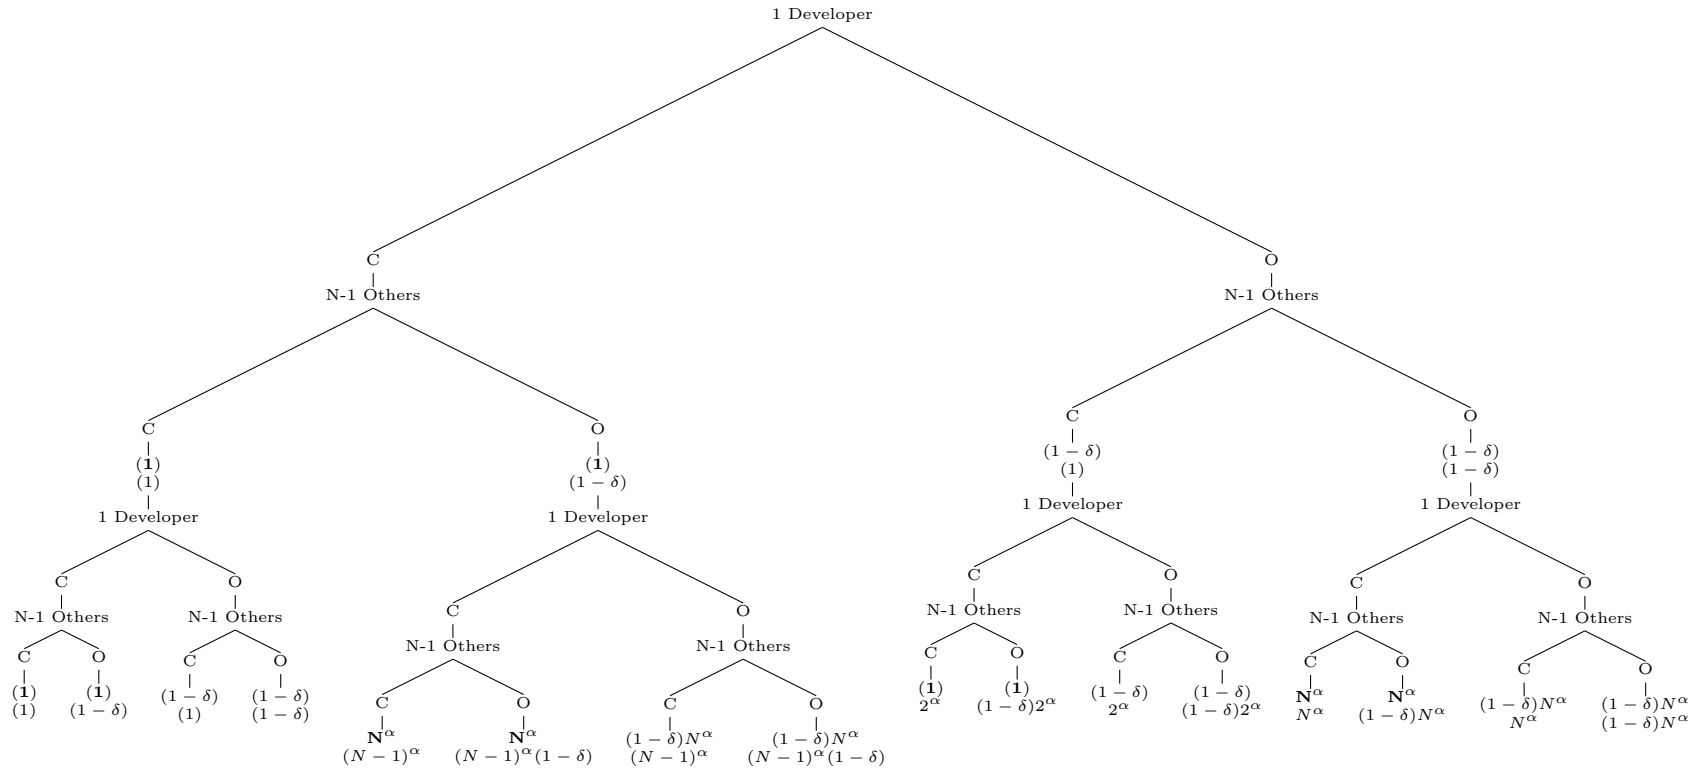 1 Developer
C
O
N-1 Others
N-1 Others
C
O
C
O
(1)
(1)
(1)
(1 − δ)
(1 − δ)
(1)
(1 − δ)
(1 − δ)
1 Developer
1 Developer
1 Developer
1 Developer
C
O
C
O
C
O
C
O
N-1 Others
N-1 Others
N-1 Others
N-1 Others
N-1 Others
N-1 Others
N-1 Others
N-1 Others
C
(1)
(1)
O
(1)
(1 − δ)
C
(1 − δ)
(1)
O
(1 − δ)
(1 − δ)
C
N^α
(N − 1)^α
O
N^α
(N − 1)^α(1 − δ)
C
(1 − δ)N^α
(N − 1)^α
O
(1 − δ)N^α
(N − 1)^α(1 − δ)
C
(1)
2^α
O
(1)
(1 − δ)2^α
C
(1 − δ)
2^α
O
(1 − δ)
(1 − δ)2^α
C
N^α
N^α
O
N^α
(1 − δ)N^α
C
(1 − δ)N^α
N^α
O
(1 − δ)N^α
(1 − δ)N^α